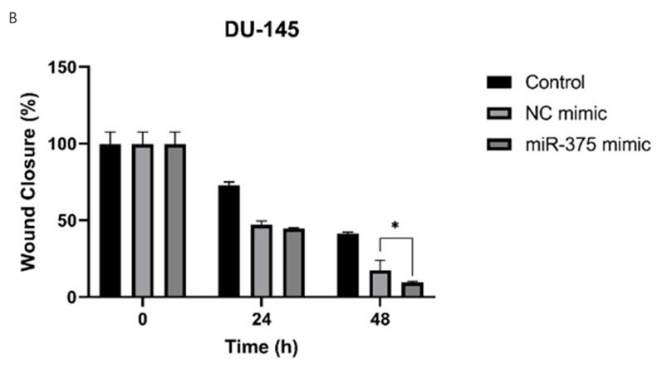 B
DU-145
Wound Closure (%)
150
100
50
0
0 24 48
Time (h)
*
Control
NC mimic
miR-375 mimic